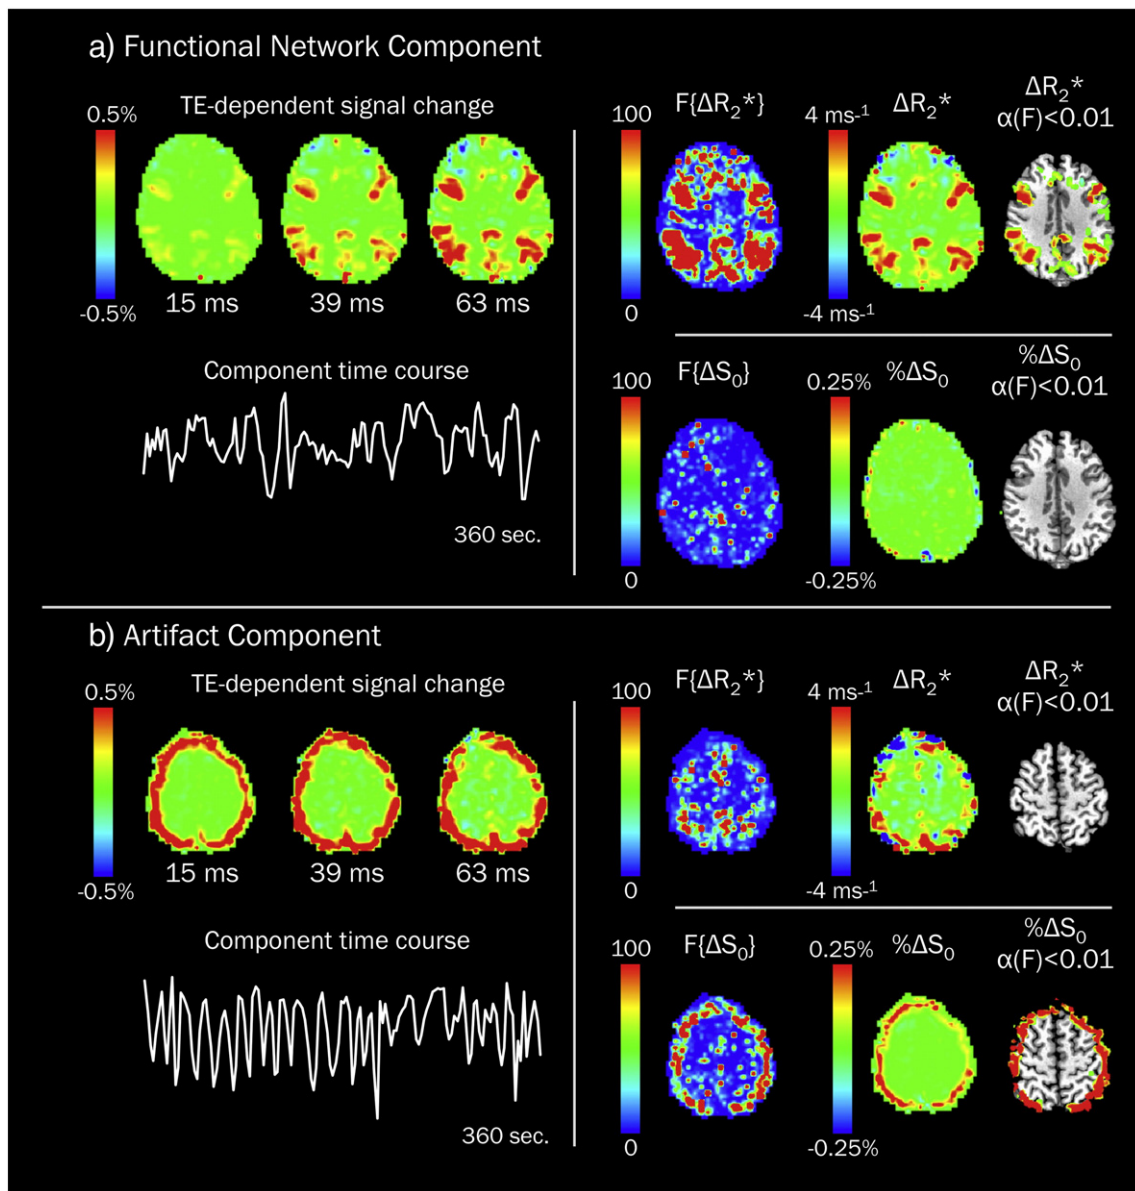 a) Functional Network Component
TE-dependent signal change
0.5%
-0.5%
15 ms
39 ms
63 ms
Component time course
360 sec.
F{ΔR₂*}
100
0
ΔR₂*
4 ms⁻¹
-4 ms⁻¹
ΔR₂*
α(F)<0.01
F{ΔS₀}
100
0
%ΔS₀
0.25%
-0.25%
%ΔS₀
α(F)<0.01
b) Artifact Component
TE-dependent signal change
0.5%
-0.5%
15 ms
39 ms
63 ms
Component time course
360 sec.
F{ΔR₂*}
100
0
ΔR₂*
4 ms⁻¹
-4 ms⁻¹
ΔR₂*
α(F)<0.01
F{ΔS₀}
100
0
%ΔS₀
0.25%
-0.25%
%ΔS₀
α(F)<0.01